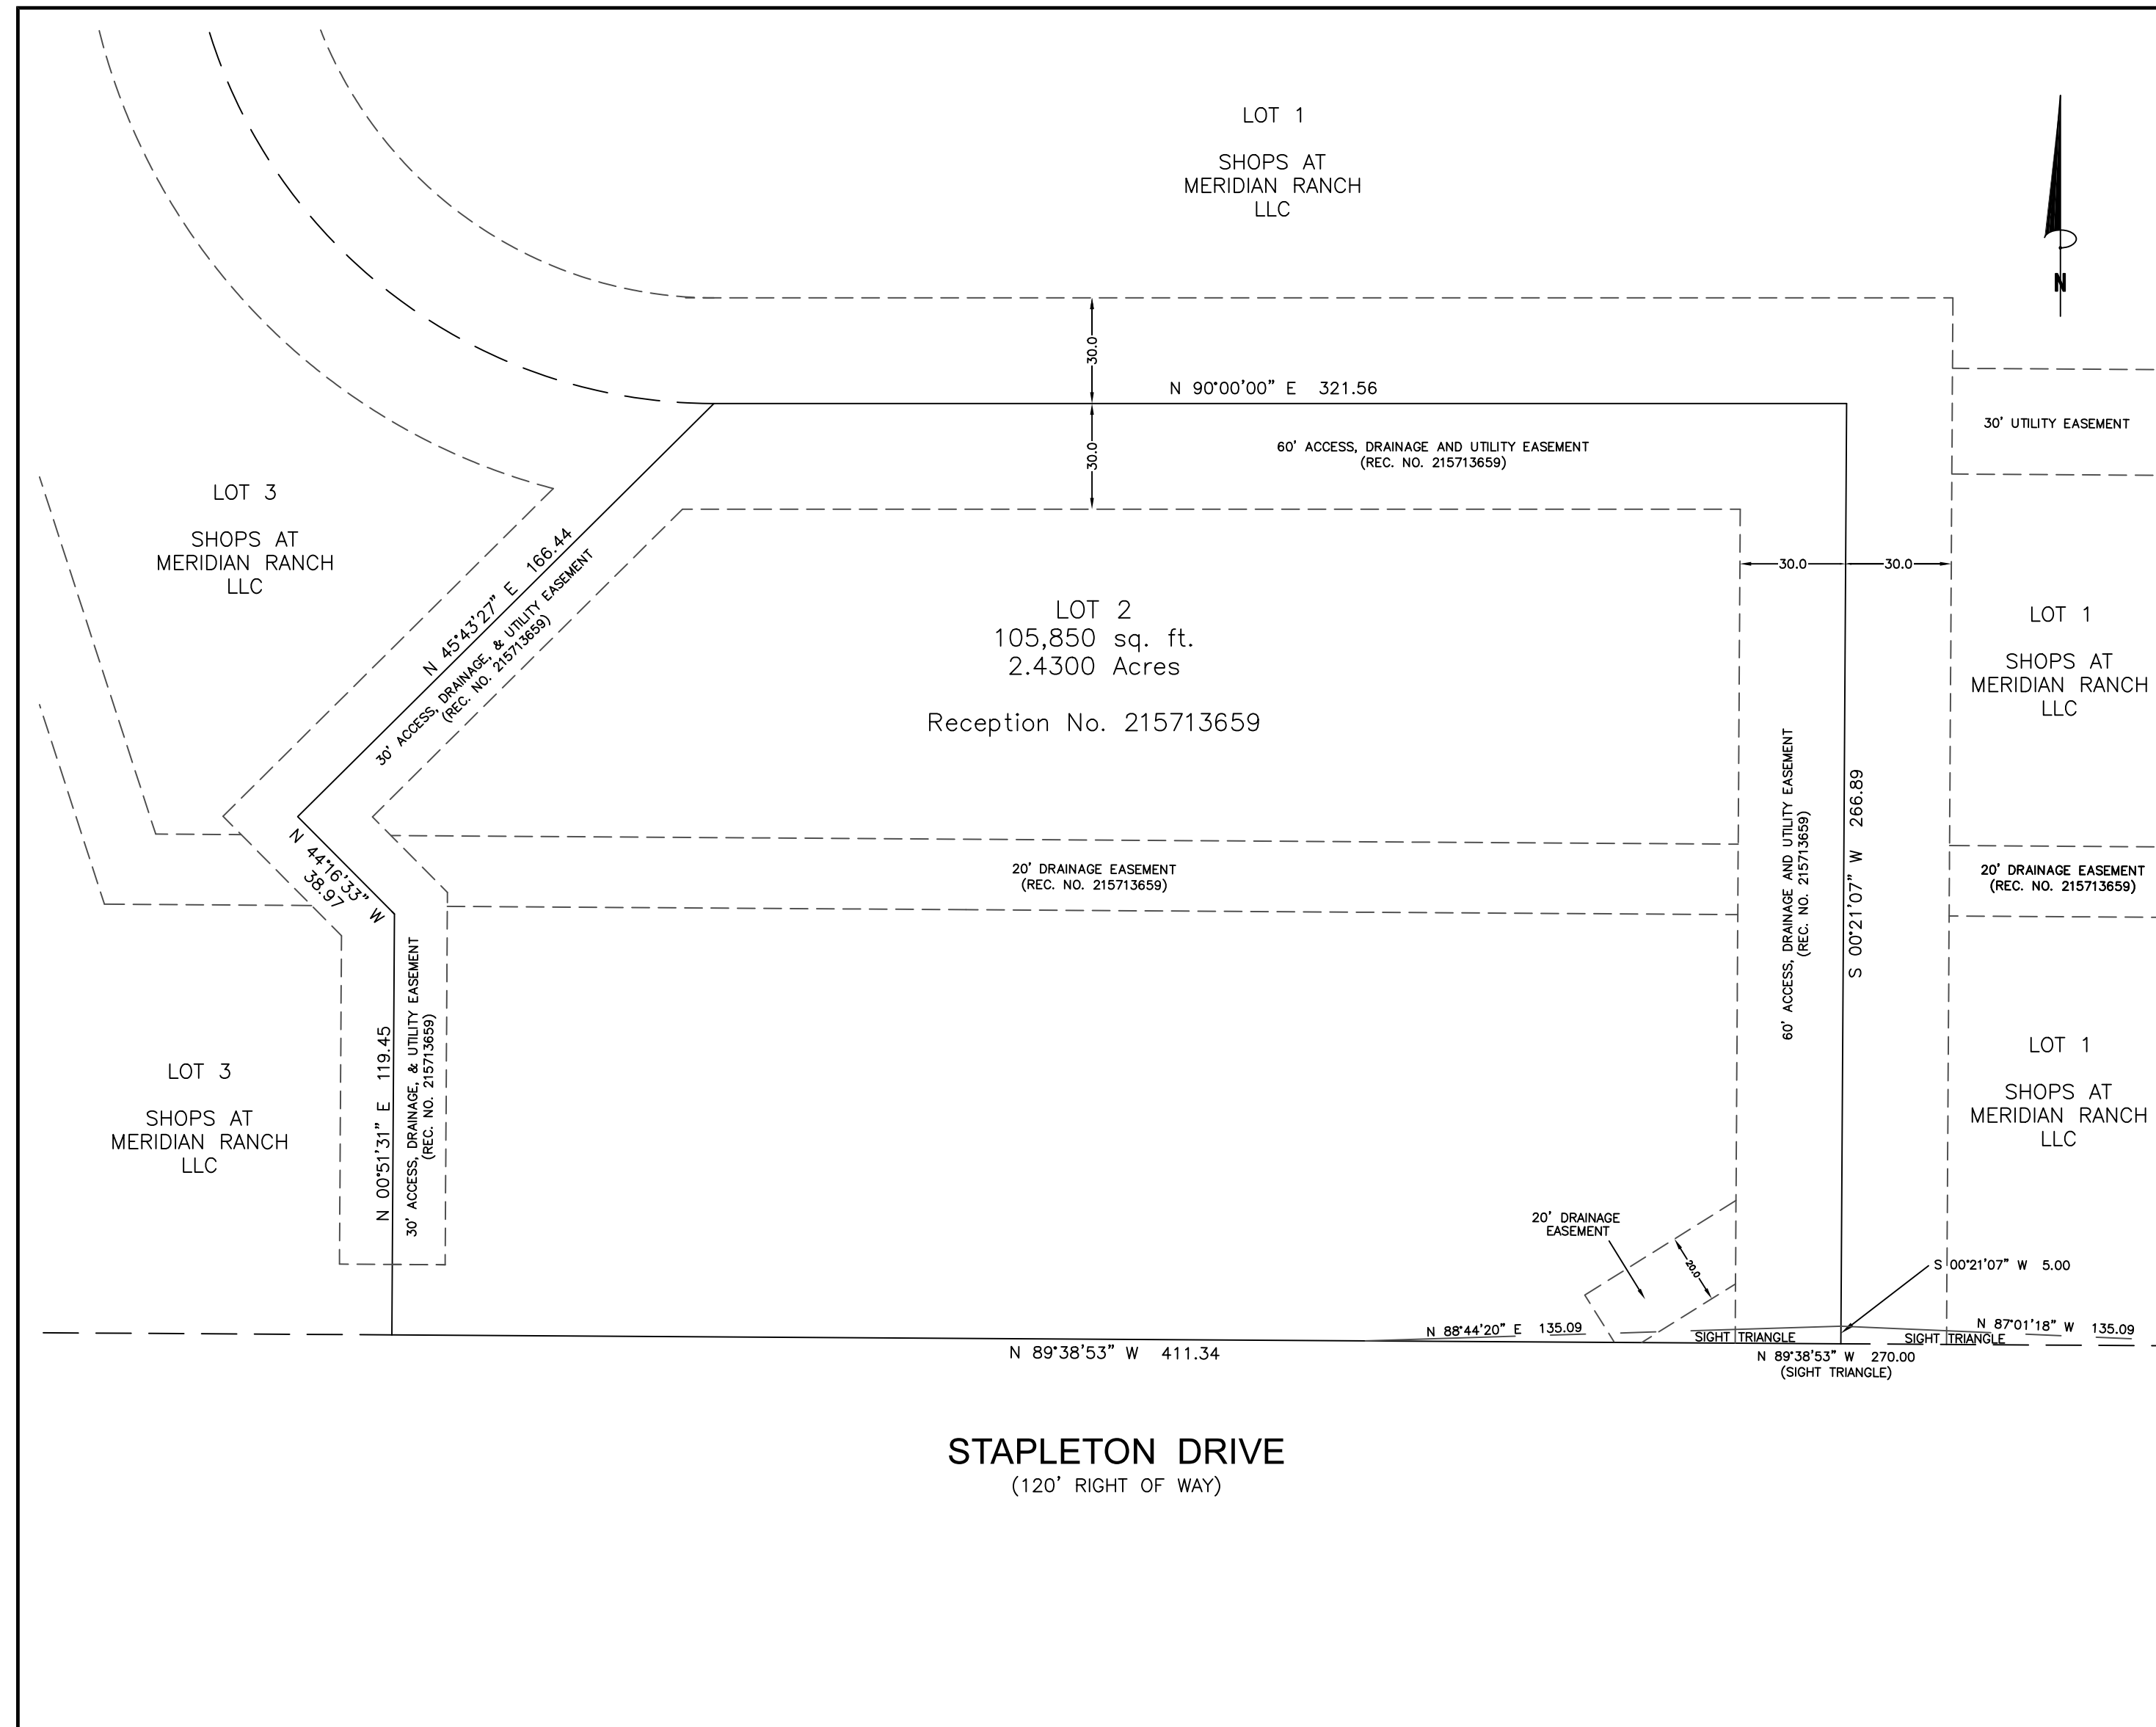 LOT 1
SHOPS AT
MERIDIAN RANCH
LLC
N
30.0
N 90°00'00" E 321.56
30' UTILITY EASEMENT
30.0
60' ACCESS, DRAINAGE AND UTILITY EASEMENT
(REC. NO. 215713659)
LOT 3
SHOPS AT
MERIDIAN RANCH
LLC
N 45°43'27" E 166.44
30' ACCESS, DRAINAGE, & UTILITY EASEMENT
(REC. NO. 215713659)
30.0
30.0
LOT 2
105,850 sq. ft.
2.4300 Acres
Reception No. 215713659
LOT 1
SHOPS AT
MERIDIAN RANCH
LLC
60' ACCESS, DRAINAGE AND UTILITY EASEMENT
(REC. NO. 215713659)
S 00°21'07" W 266.89
N 44°16'33" W
38.97
20' DRAINAGE EASEMENT
(REC. NO. 215713659)
20' DRAINAGE EASEMENT
(REC. NO. 215713659)
N 00°51'31" E 119.45
30' ACCESS, DRAINAGE, & UTILITY EASEMENT
(REC. NO. 215713659)
LOT 3
SHOPS AT
MERIDIAN RANCH
LLC
LOT 1
SHOPS AT
MERIDIAN RANCH
LLC
20' DRAINAGE
EASEMENT
20.0
S 00°21'07" W 5.00
N 88°44'20" E 135.09
SIGHT TRIANGLE
SIGHT TRIANGLE
N 87°01'18" W 135.09
N 89°38'53" W 411.34
N 89°38'53" W 270.00
(SIGHT TRIANGLE)
STAPLETON DRIVE
(120' RIGHT OF WAY)